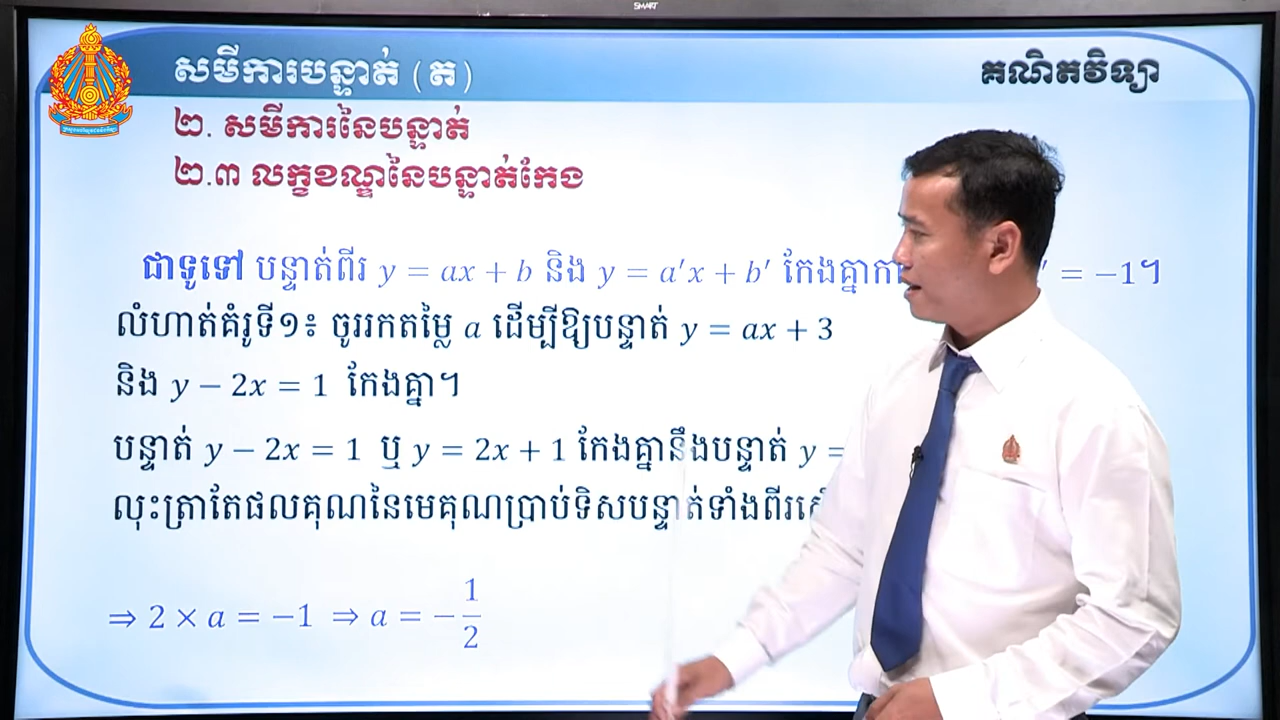 SMART
សមីការបន្ទាត់ (ត)
គណិតវិទ្យា
២. សមីការនៃបន្ទាត់
២.៣ លក្ខខណ្ឌនៃបន្ទាត់កែង
ជាទូទៅ បន្ទាត់ពីរ y = ax + b និង y = a′x + b′ កែងគ្នា ′ = −1។
លំហាត់គំរូទី១៖ ចូររកតម្លៃ a ដើម្បីឱ្យបន្ទាត់ y = ax + 3
និង y − 2x = 1 កែងគ្នា។
បន្ទាត់ y − 2x = 1 ឬ y = 2x + 1 កែងគ្នានឹងបន្ទាត់ y =
លុះត្រាតែផលគុណនៃមេគុណប្រាប់ទិសបន្ទាត់ទាំងពីរ
⇒ 2 × a = −1 ⇒ a = −1/2